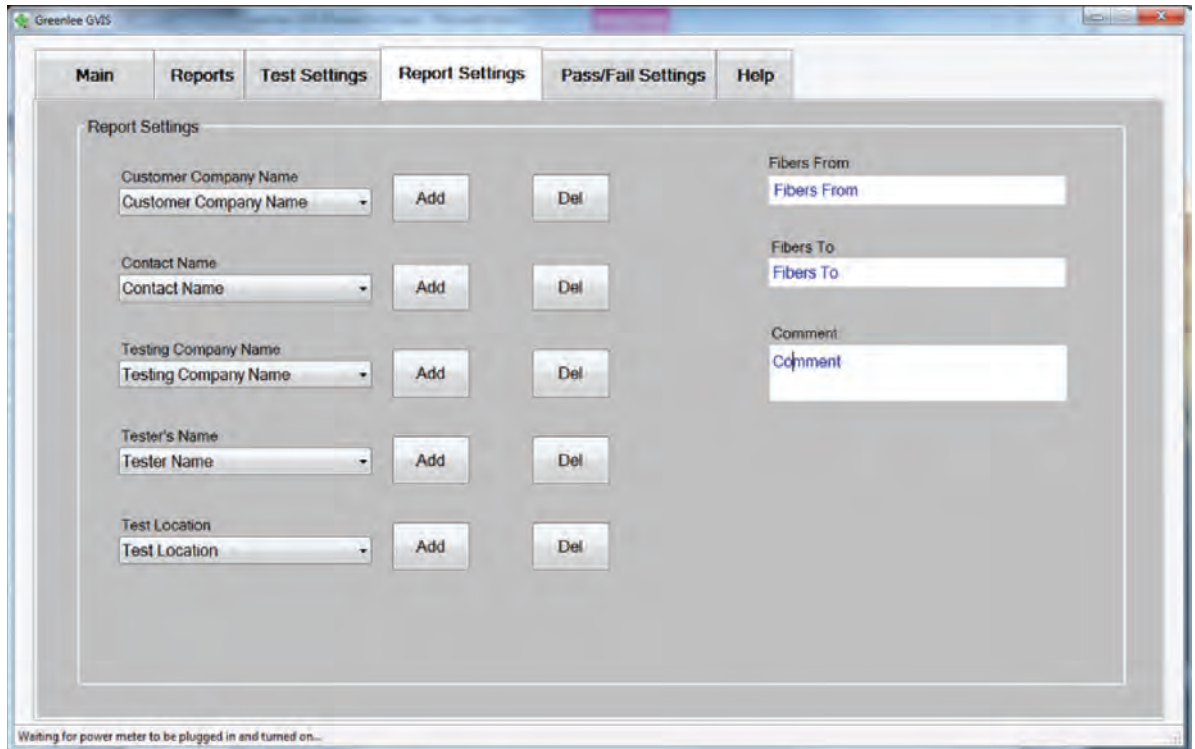 Greenlee GVIS
Main Reports Test Settings Report Settings Pass/Fail Settings Help
Report Settings
Customer Company Name
Customer Company Name Add Del
Contact Name
Contact Name Add Del
Testing Company Name
Testing Company Name Add Del
Tester's Name
Tester Name Add Del
Test Location
Test Location Add Del
Fibers From
Fibers From
Fibers To
Fibers To
Comment
Comment
Waiting for power meter to be plugged in and turned on...